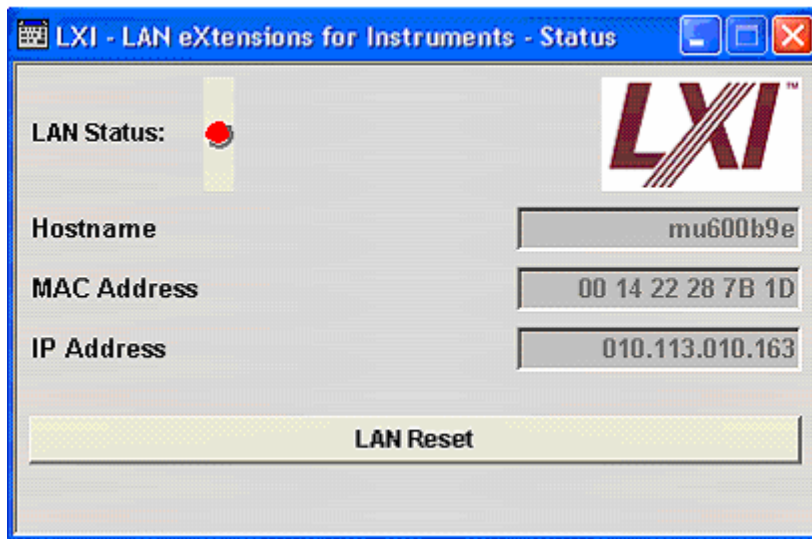 LXI - LAN eXtensions for Instruments - Status
LAN Status:
LXI™
Hostname mu600b9e
MAC Address 00 14 22 28 7B 1D
IP Address 010.113.010.163
LAN Reset